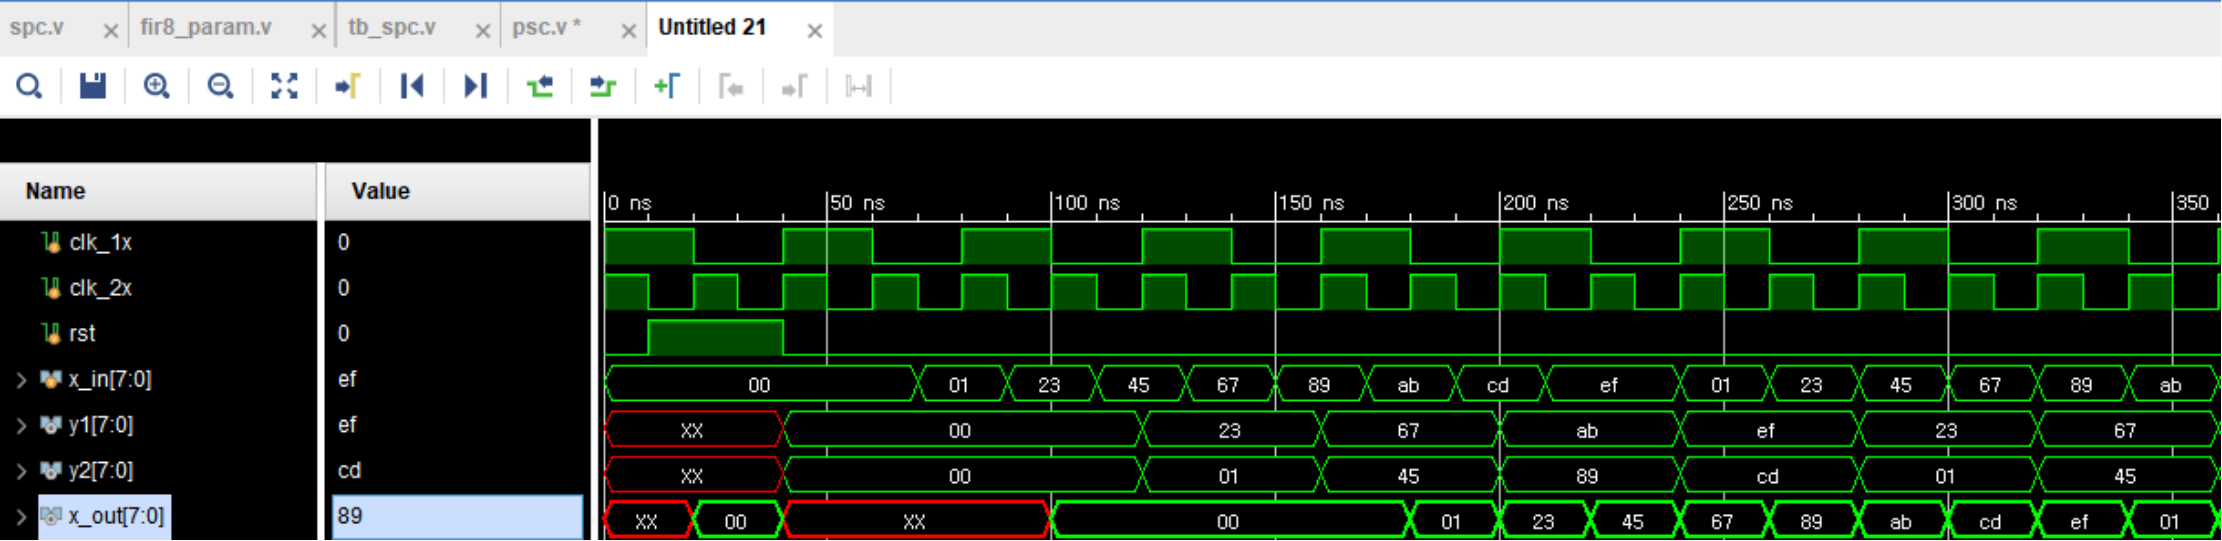 spc.v × fir8_param.v × tb_spc.v × psc.v * × Untitled 21 ×
Name Value
0 ns 50 ns 100 ns 150 ns 200 ns 250 ns 300 ns 350
clk_1x 0
clk_2x 0
rst 0
x_in[7:0] ef 00 01 23 45 67 89 ab cd ef 01 23 45 67 89 ab
y1[7:0] ef XX 00 23 67 ab ef 23 67
y2[7:0] cd XX 00 01 45 89 cd 01 45
x_out[7:0] 89 XX 00 XX 00 01 23 45 67 89 ab cd ef 01